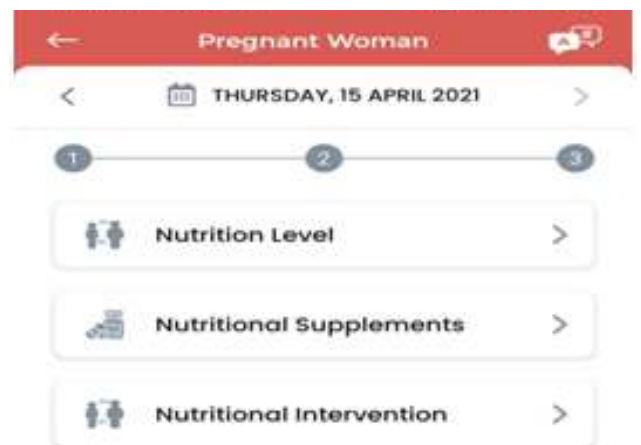 Pregnant Woman
THURSDAY, 15 APRIL 2021
1 2 3
Nutrition Level
Nutritional Supplements
Nutritional Intervention